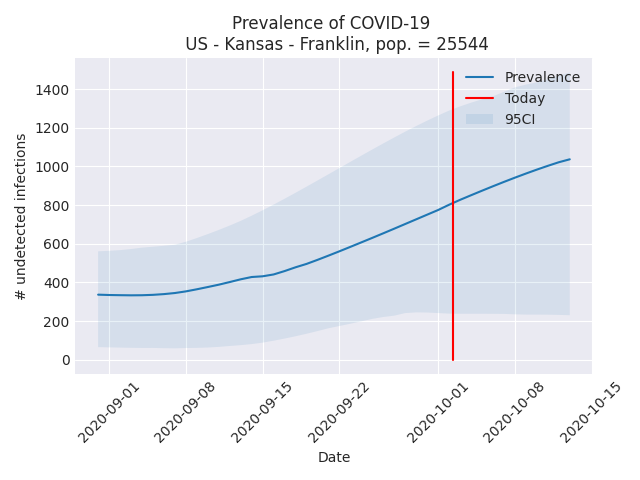 Prevalence of COVID-19
US - Kansas - Franklin, pop. = 25544
Prevalence
Today
95CI
# undetected infections
1400
1200
1000
800
600
400
200
0
2020-09-01
2020-09-08
2020-09-15
2020-09-22
2020-10-01
2020-10-08
2020-10-15
Date